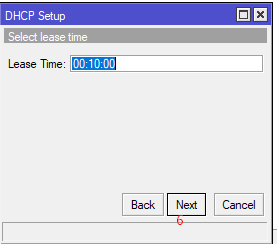 DHCP Setup
Select lease time
Lease Time: 00:10:00
Back Next Cancel
6